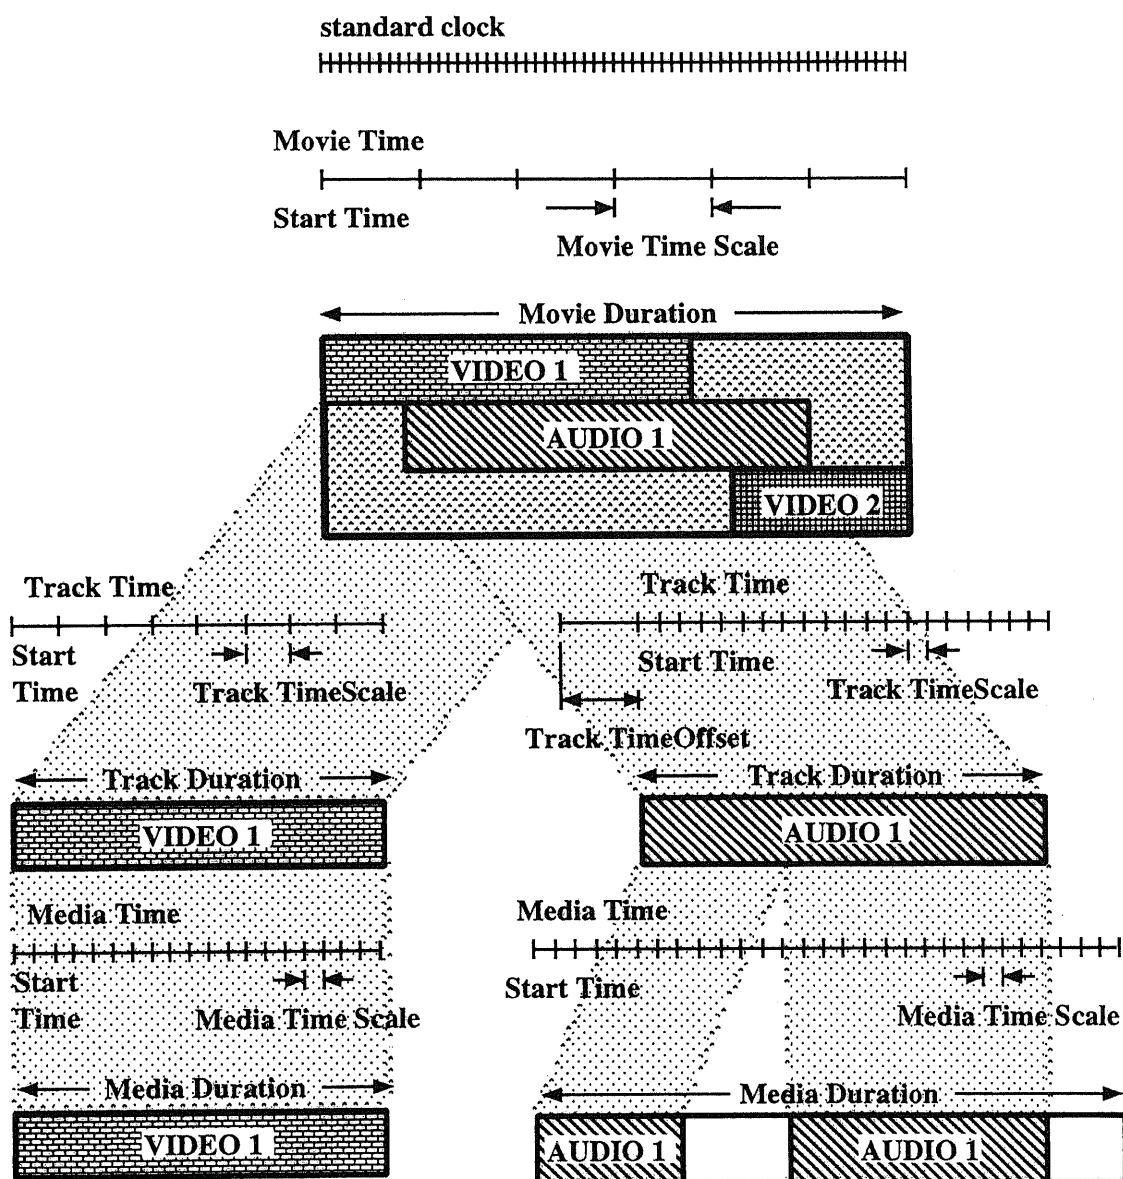 standard clock
Movie Time
Start Time
Movie Time Scale
Movie Duration
VIDEO 1
AUDIO 1
VIDEO 2
Track Time
Start
Time
Track TimeScale
Track Time
Start Time
Track TimeScale
Track TimeOffset
Track Duration
VIDEO 1
Track Duration
AUDIO 1
Media Time
Start
Time
Media Time Scale
Media Time
Start Time
Media Time Scale
Media Duration
VIDEO 1
Media Duration
AUDIO 1
AUDIO 1